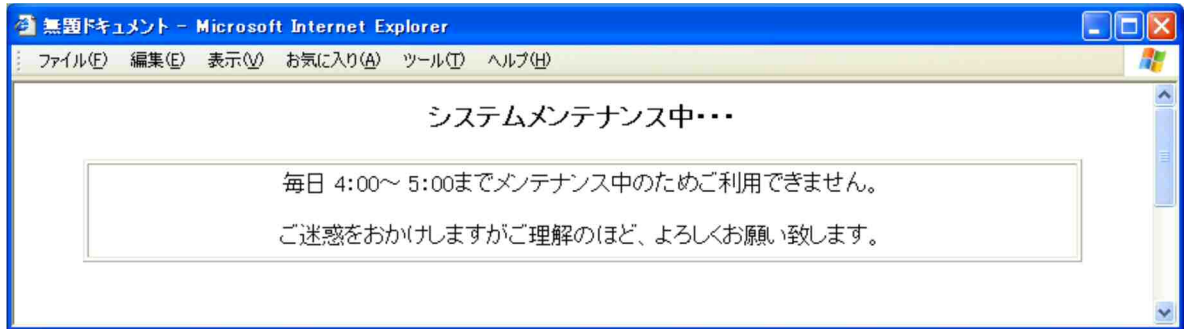 無題ドキュメント - Microsoft Internet Explorer
ファイル(F) 編集(E) 表示(V) お気に入り(A) ツール(T) ヘルプ(H)
システムメンテナンス中・・・
毎日 4:00～ 5:00までメンテナンス中のためご利用できません。
ご迷惑をおかけしますがご理解のほど、よろしくお願い致します。